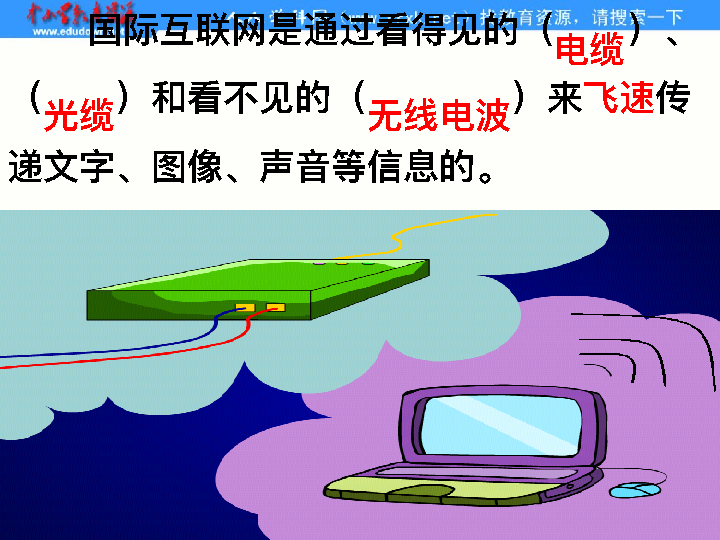 国际互联网是通过看得见的（电缆）、
（光缆）和看不见的（无线电波）来飞速传
递文字、图像、声音等信息的。